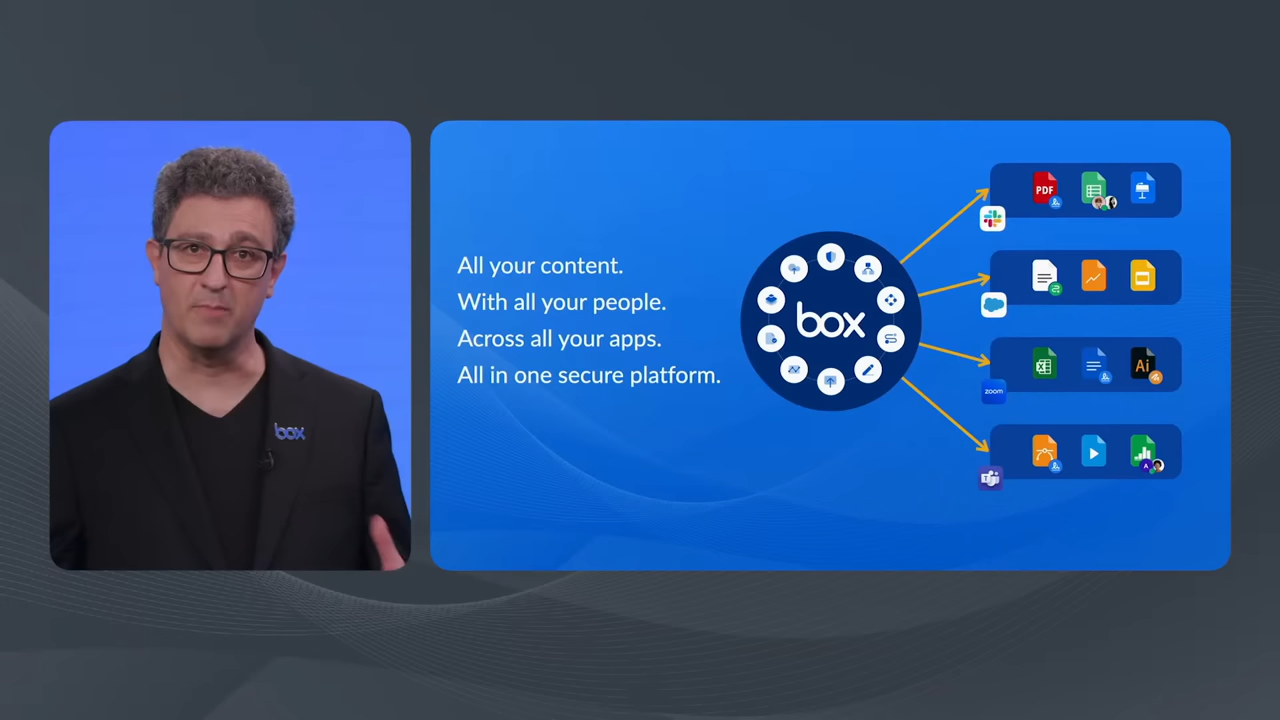 box
All your content.
With all your people.
Across all your apps.
All in one secure platform.
box
PDF
zoom
Ai
T
A